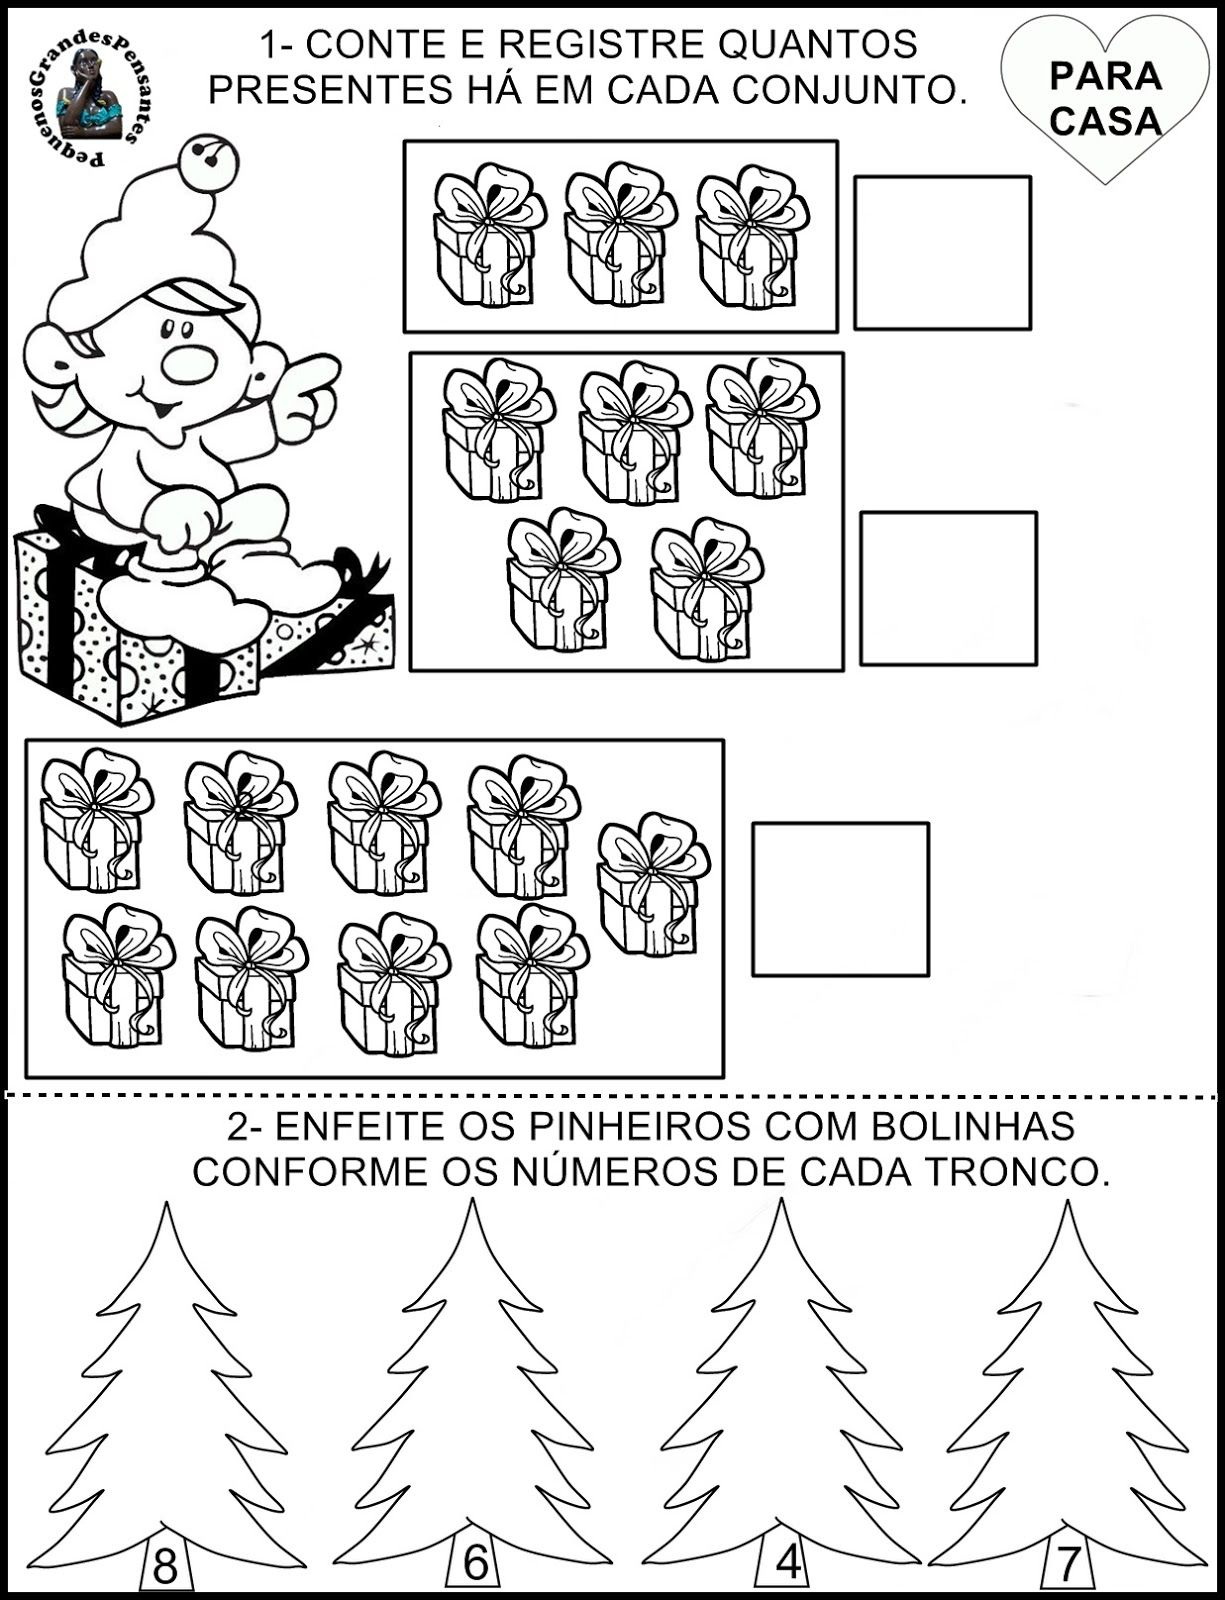 PequenosGrandesPensantes
1- CONTE E REGISTRE QUANTOS
PRESENTES HÁ EM CADA CONJUNTO.
PARA
CASA
2- ENFEITE OS PINHEIROS COM BOLINHAS
CONFORME OS NÚMEROS DE CADA TRONCO.
8 6 4 7